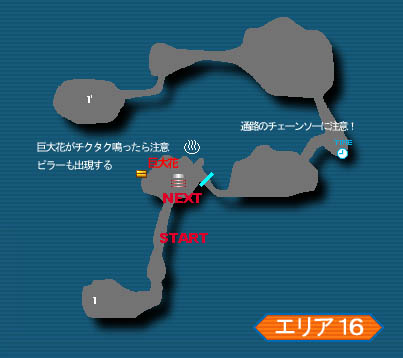 1'
通路のチェーンソーに注意！
TIME
巨大花がチクタク鳴ったら注意
ピラーも出現する
巨大花
NEXT
START
1
エリア 16